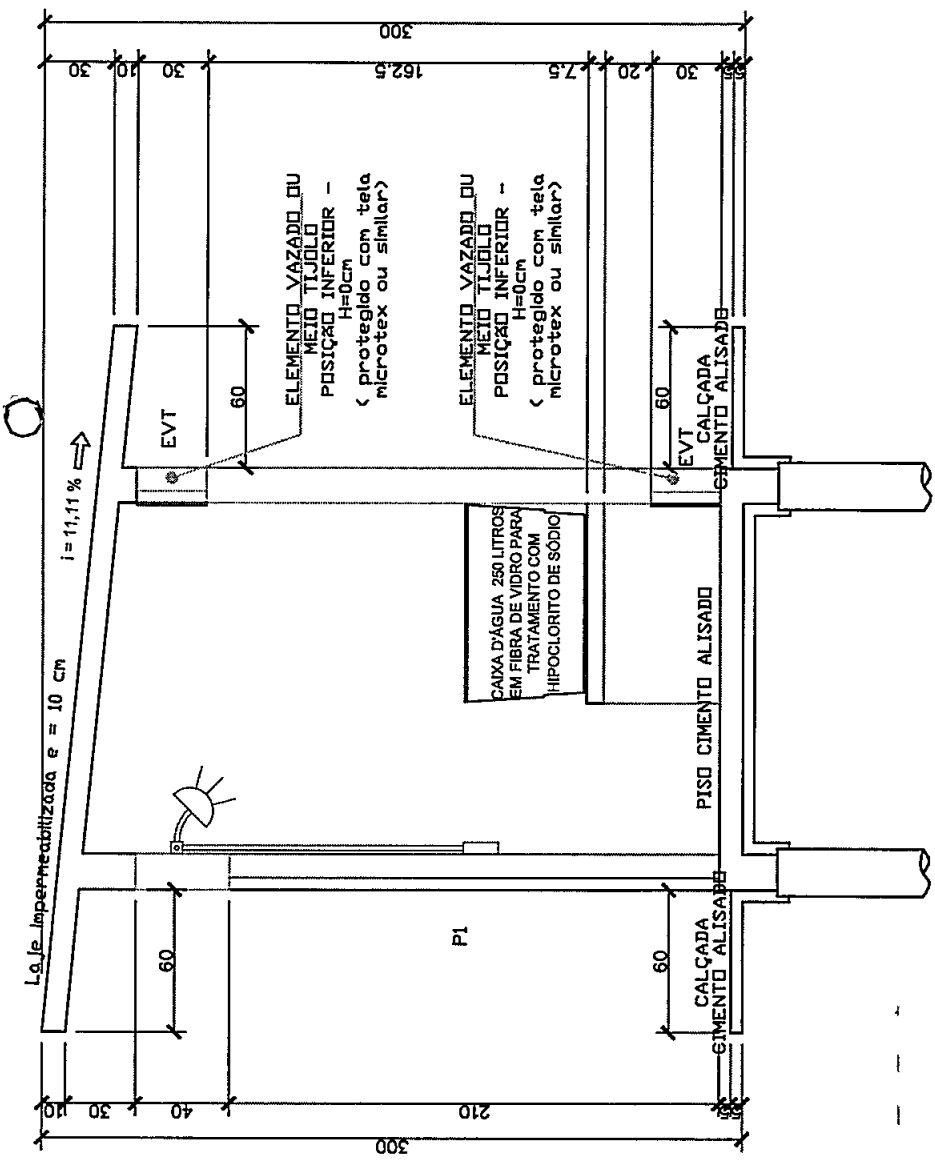 300
30
10
30
162.5
7.5
20
30
5
5
Laje Impermeabilizada e = 10 cm
i = 11,11 %
EVT
60
ELEMENTO VAZADO OU
MEIO TIJOLO
POSIÇÃO INFERIOR -
H=0cm
( protegido com tela
microtex ou similar)
ELEMENTO VAZADO OU
MEIO TIJOLO
POSIÇÃO INFERIOR -
H=0cm
( protegido com tela
microtex ou similar)
60
EVT
CALÇADA
CIMENTO ALISADO
CAIXA D'ÁGUA 250 LITROS
EM FIBRA DE VIDRO PARA
TRATAMENTO COM
HIPOCLORITO DE SÓDIO
PISO CIMENTO ALISADO
60
P1
60
CALÇADA
CIMENTO ALISADO
10
30
40
210
5
5
300